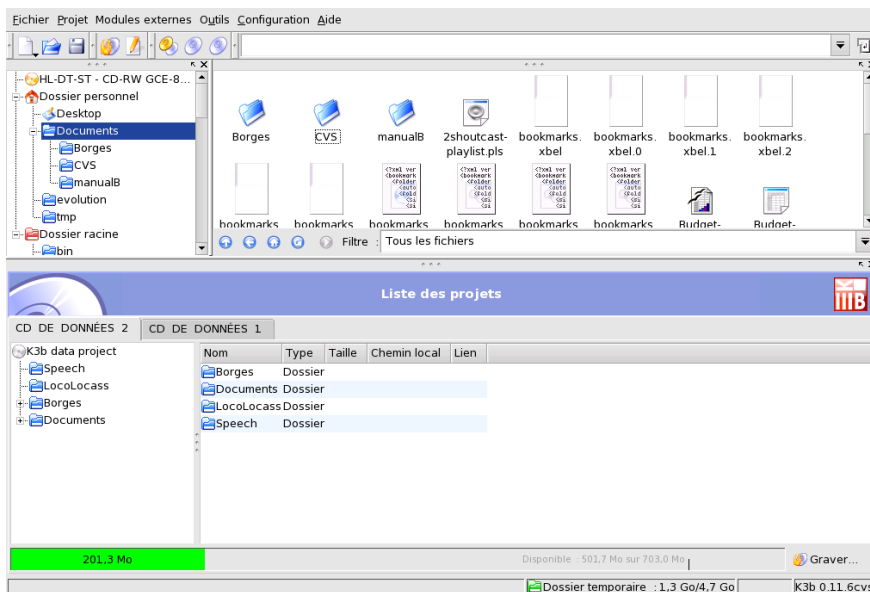 Fichier Projet Modules externes Outils Configuration Aide
HL-DT-ST - CD-RW GCE-8...
Dossier personnel
Desktop
Documents
Borges
CVS
manualB
evolution
tmp
Dossier racine
bin
Borges CVS manualB 2shoutcast-playlist.pls bookmarks.xbel bookmarks.xbel.0 bookmarks.xbel.1 bookmarks.xbel.2
bookmarks bookmarks bookmarks bookmarks bookmarks bookmarks Budget- Budget-
Filtre : Tous les fichiers
Liste des projets
CD DE DONNÉES 2 CD DE DONNÉES 1
K3b data project
Speech
LocoLocass
Borges
Documents
Nom Type Taille Chemin local Lien
Borges Dossier
Documents Dossier
LocoLocass Dossier
Speech Dossier
201,3 Mo Disponible : 501,7 Mo sur 703,0 Mo Graver...
Dossier temporaire : 1,3 Go/4,7 Go K3b 0.11.6cvs